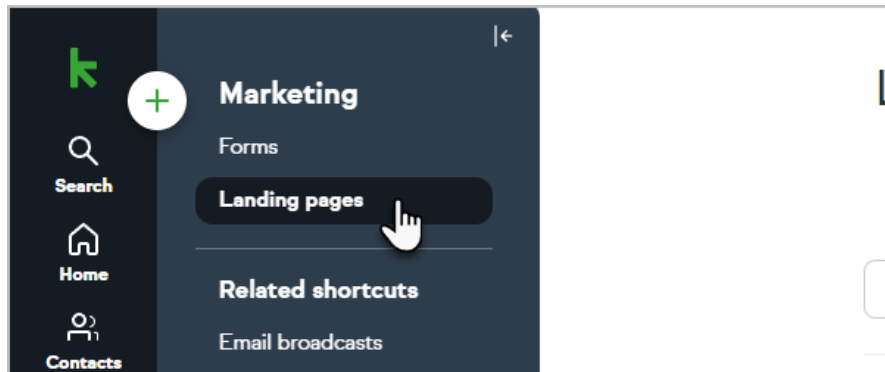 Marketing
Forms
Landing pages
Related shortcuts
Email broadcasts
Search
Home
Contacts